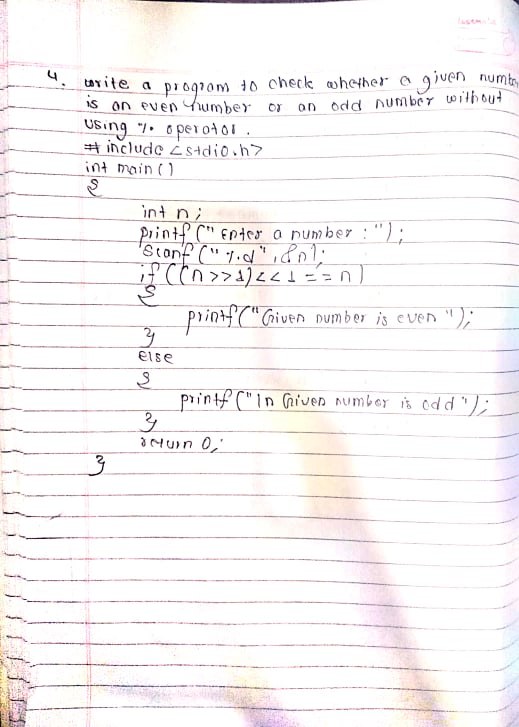 4. write a program to check whether a given numbe
is an even number or an odd number without
using % operator.
# include <stdio.h>
int main()
{
int n;
printf (" Enter a number : ");
scanf (" %d" , &n);
if ((n>>1)<<1 == n)
{
printf("Given number is even ");
}
else
{
printf ("In Given number is odd ");
}
return 0;
}